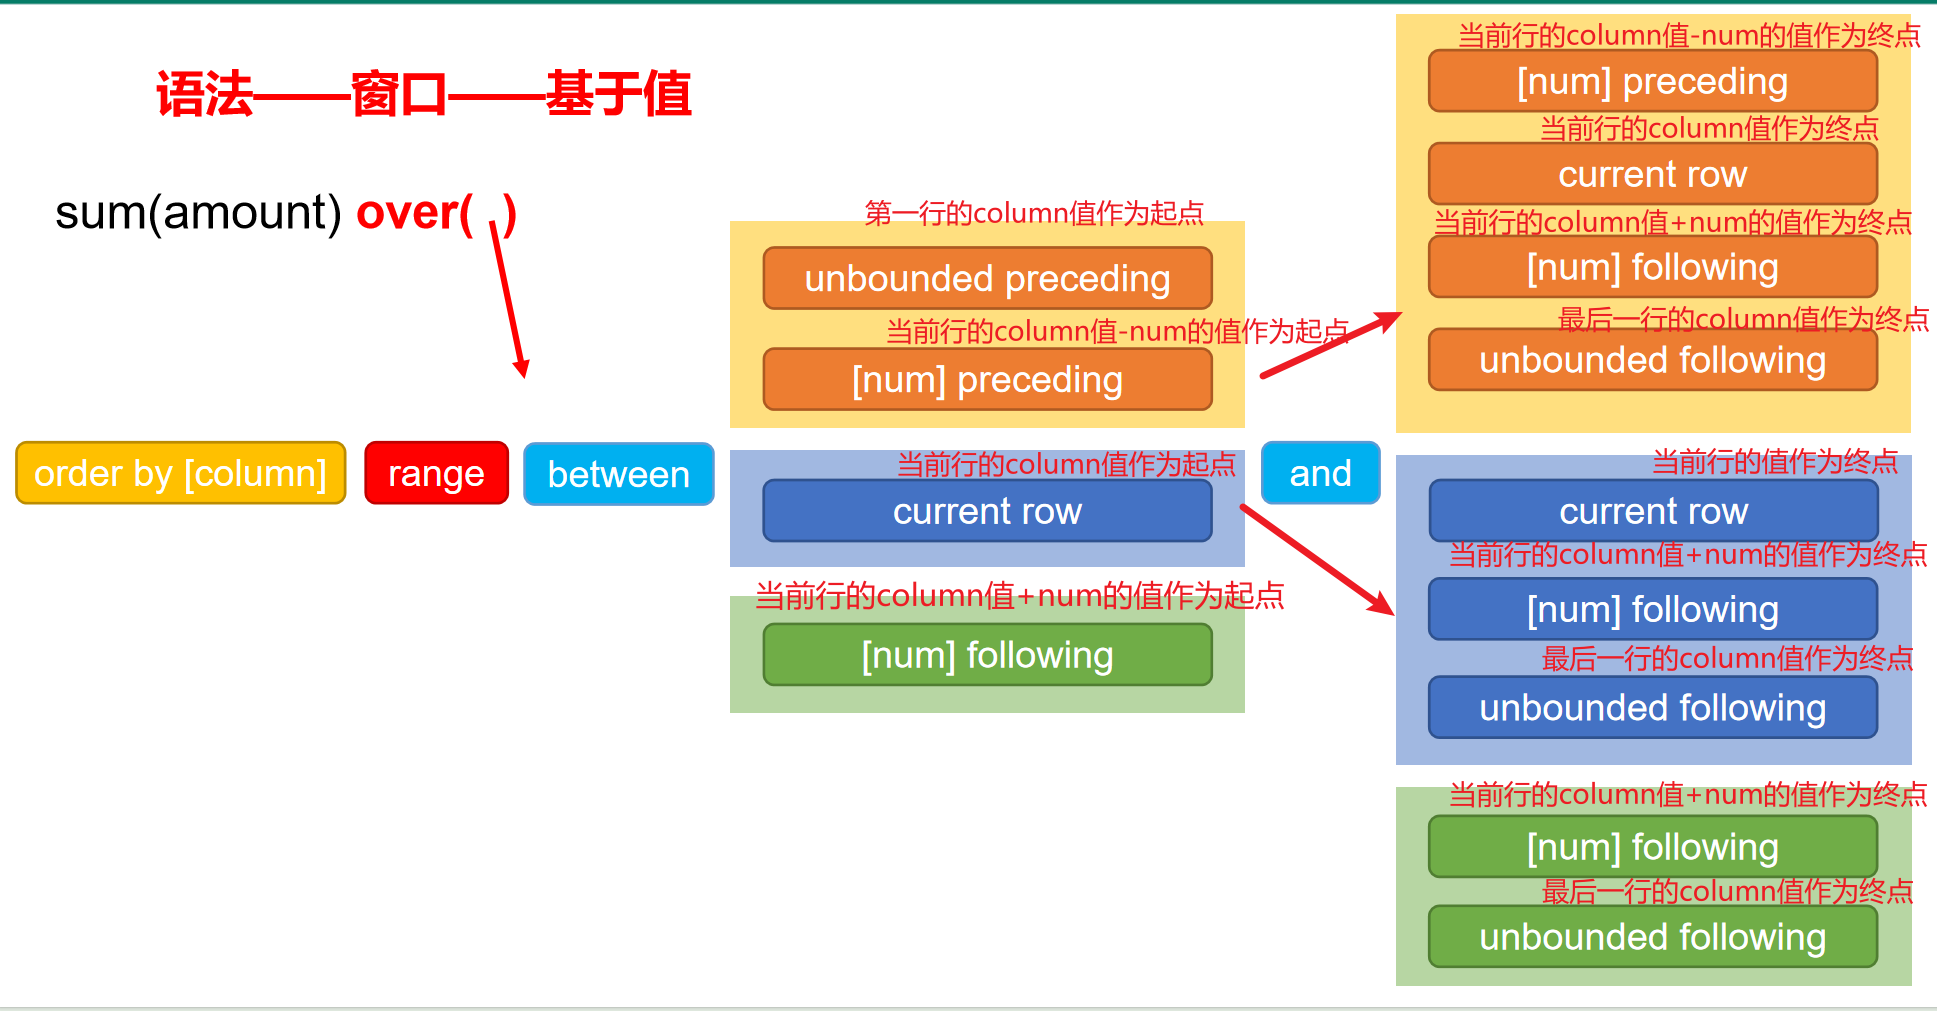 语法——窗口——基于值
sum(amount) over( )
order by [column]
range
between
第一行的column值作为起点
unbounded preceding
当前行的column值-num的值作为起点
[num] preceding
当前行的column值作为起点
current row
当前行的column值+num的值作为起点
[num] following
and
当前行的column值-num的值作为终点
[num] preceding
当前行的column值作为终点
current row
当前行的column值+num的值作为终点
[num] following
最后一行的column值作为终点
unbounded following
当前行的值作为终点
current row
当前行的column值+num的值作为终点
[num] following
最后一行的column值作为终点
unbounded following
当前行的column值+num的值作为终点
[num] following
最后一行的column值作为终点
unbounded following